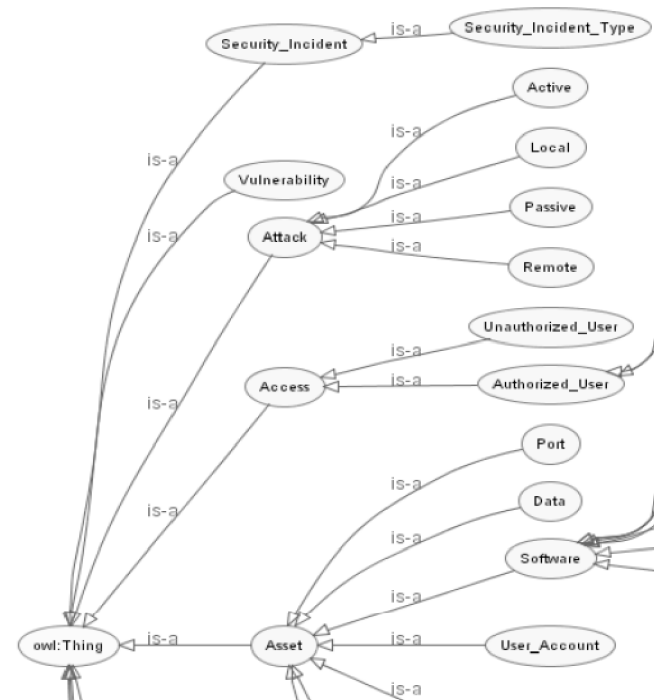 Security_Incident
is-a
Security_Incident_Type
Active
is-a
Local
is-a
Vulnerability
is-a
is-a
Passive
is-a
Attack
is-a
Remote
Unauthorized_User
is-a
Access
is-a
Authorized_User
is-a
Port
is-a
Data
is-a
is-a
Software
is-a
owl:Thing
is-a
Asset
is-a
User_Account
is-a